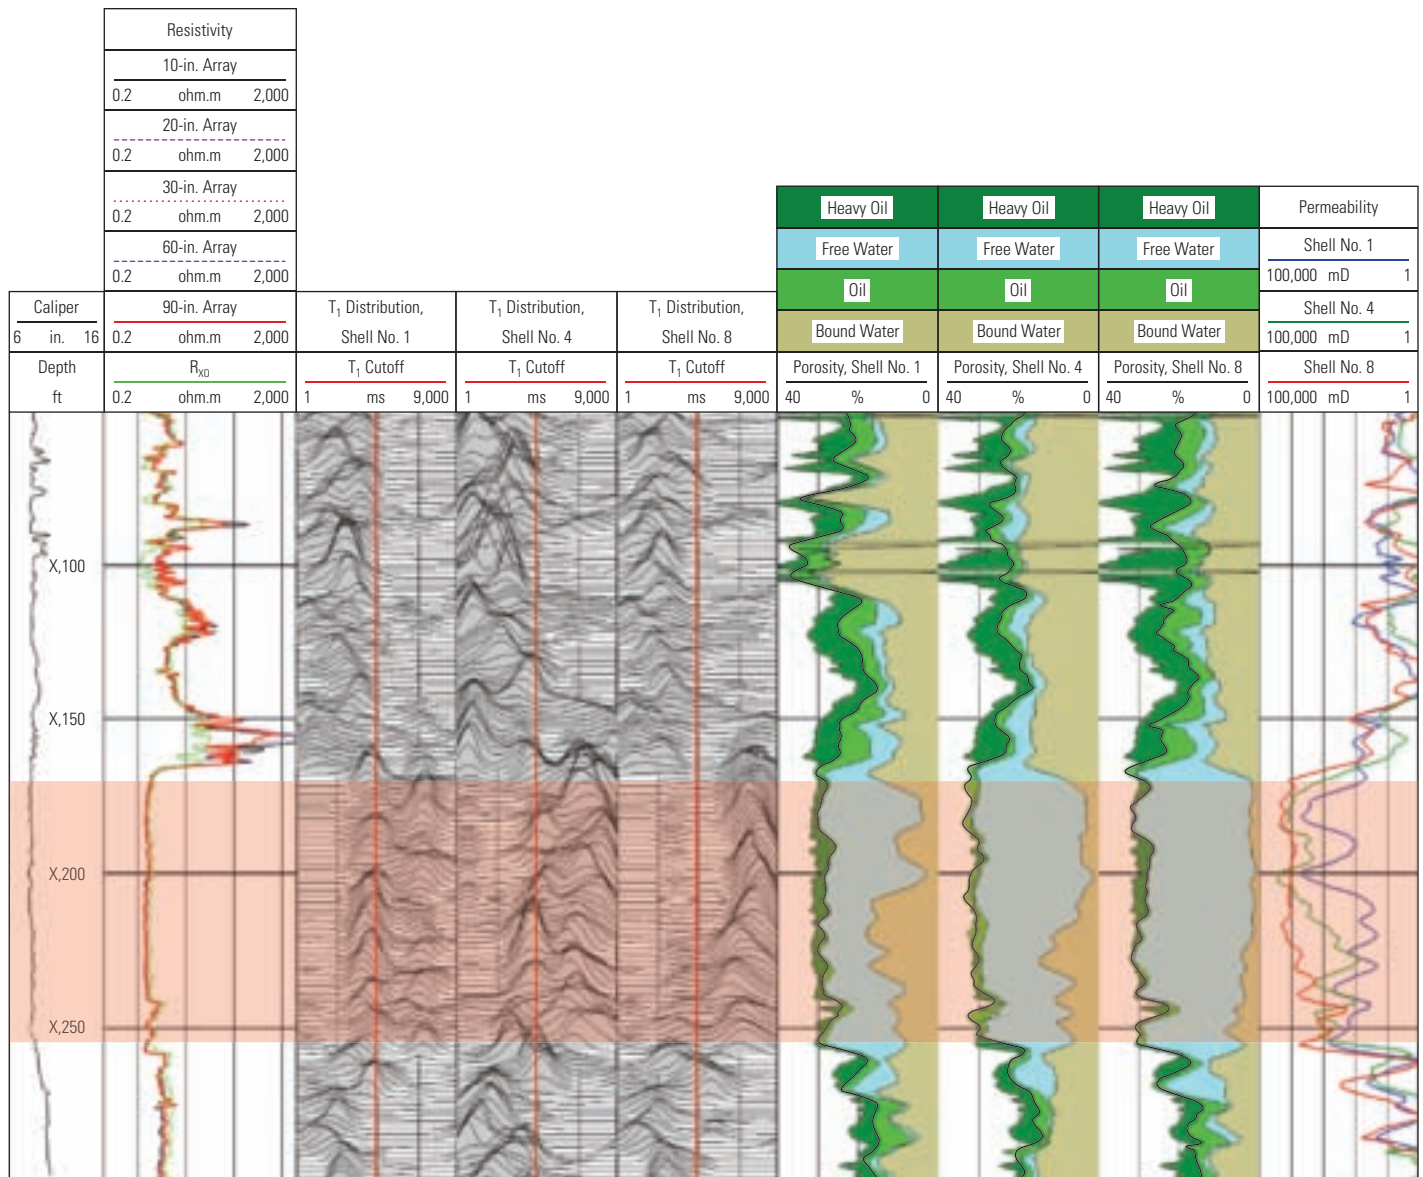 Resistivity
10-in. Array
0.2 ohm.m 2,000
20-in. Array
0.2 ohm.m 2,000
30-in. Array
0.2 ohm.m 2,000
60-in. Array
0.2 ohm.m 2,000
90-in. Array
0.2 ohm.m 2,000
Caliper
6 in. 16
Depth
ft
RXO
0.2 ohm.m 2,000
T1 Distribution,
Shell No. 1
T1 Cutoff
1 ms 9,000
T1 Distribution,
Shell No. 4
T1 Cutoff
1 ms 9,000
T1 Distribution,
Shell No. 8
T1 Cutoff
1 ms 9,000
Heavy Oil
Free Water
Oil
Bound Water
Porosity, Shell No. 1
40 % 0
Heavy Oil
Free Water
Oil
Bound Water
Porosity, Shell No. 4
40 % 0
Heavy Oil
Free Water
Oil
Bound Water
Porosity, Shell No. 8
40 % 0
Permeability
Shell No. 1
100,000 mD 1
Shell No. 4
100,000 mD 1
Shell No. 8
100,000 mD 1
X,100
X,150
X,200
X,250